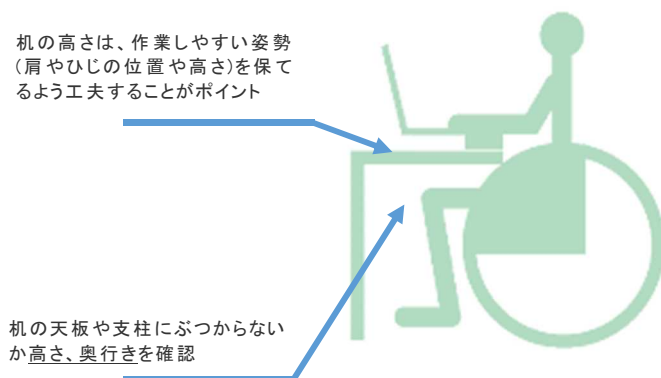 机の高さは、作業しやすい姿勢
(肩やひじの位置や高さ)を保て
るよう工夫することがポイント
机の天板や支柱にぶつからない
か高さ、奥行きを確認